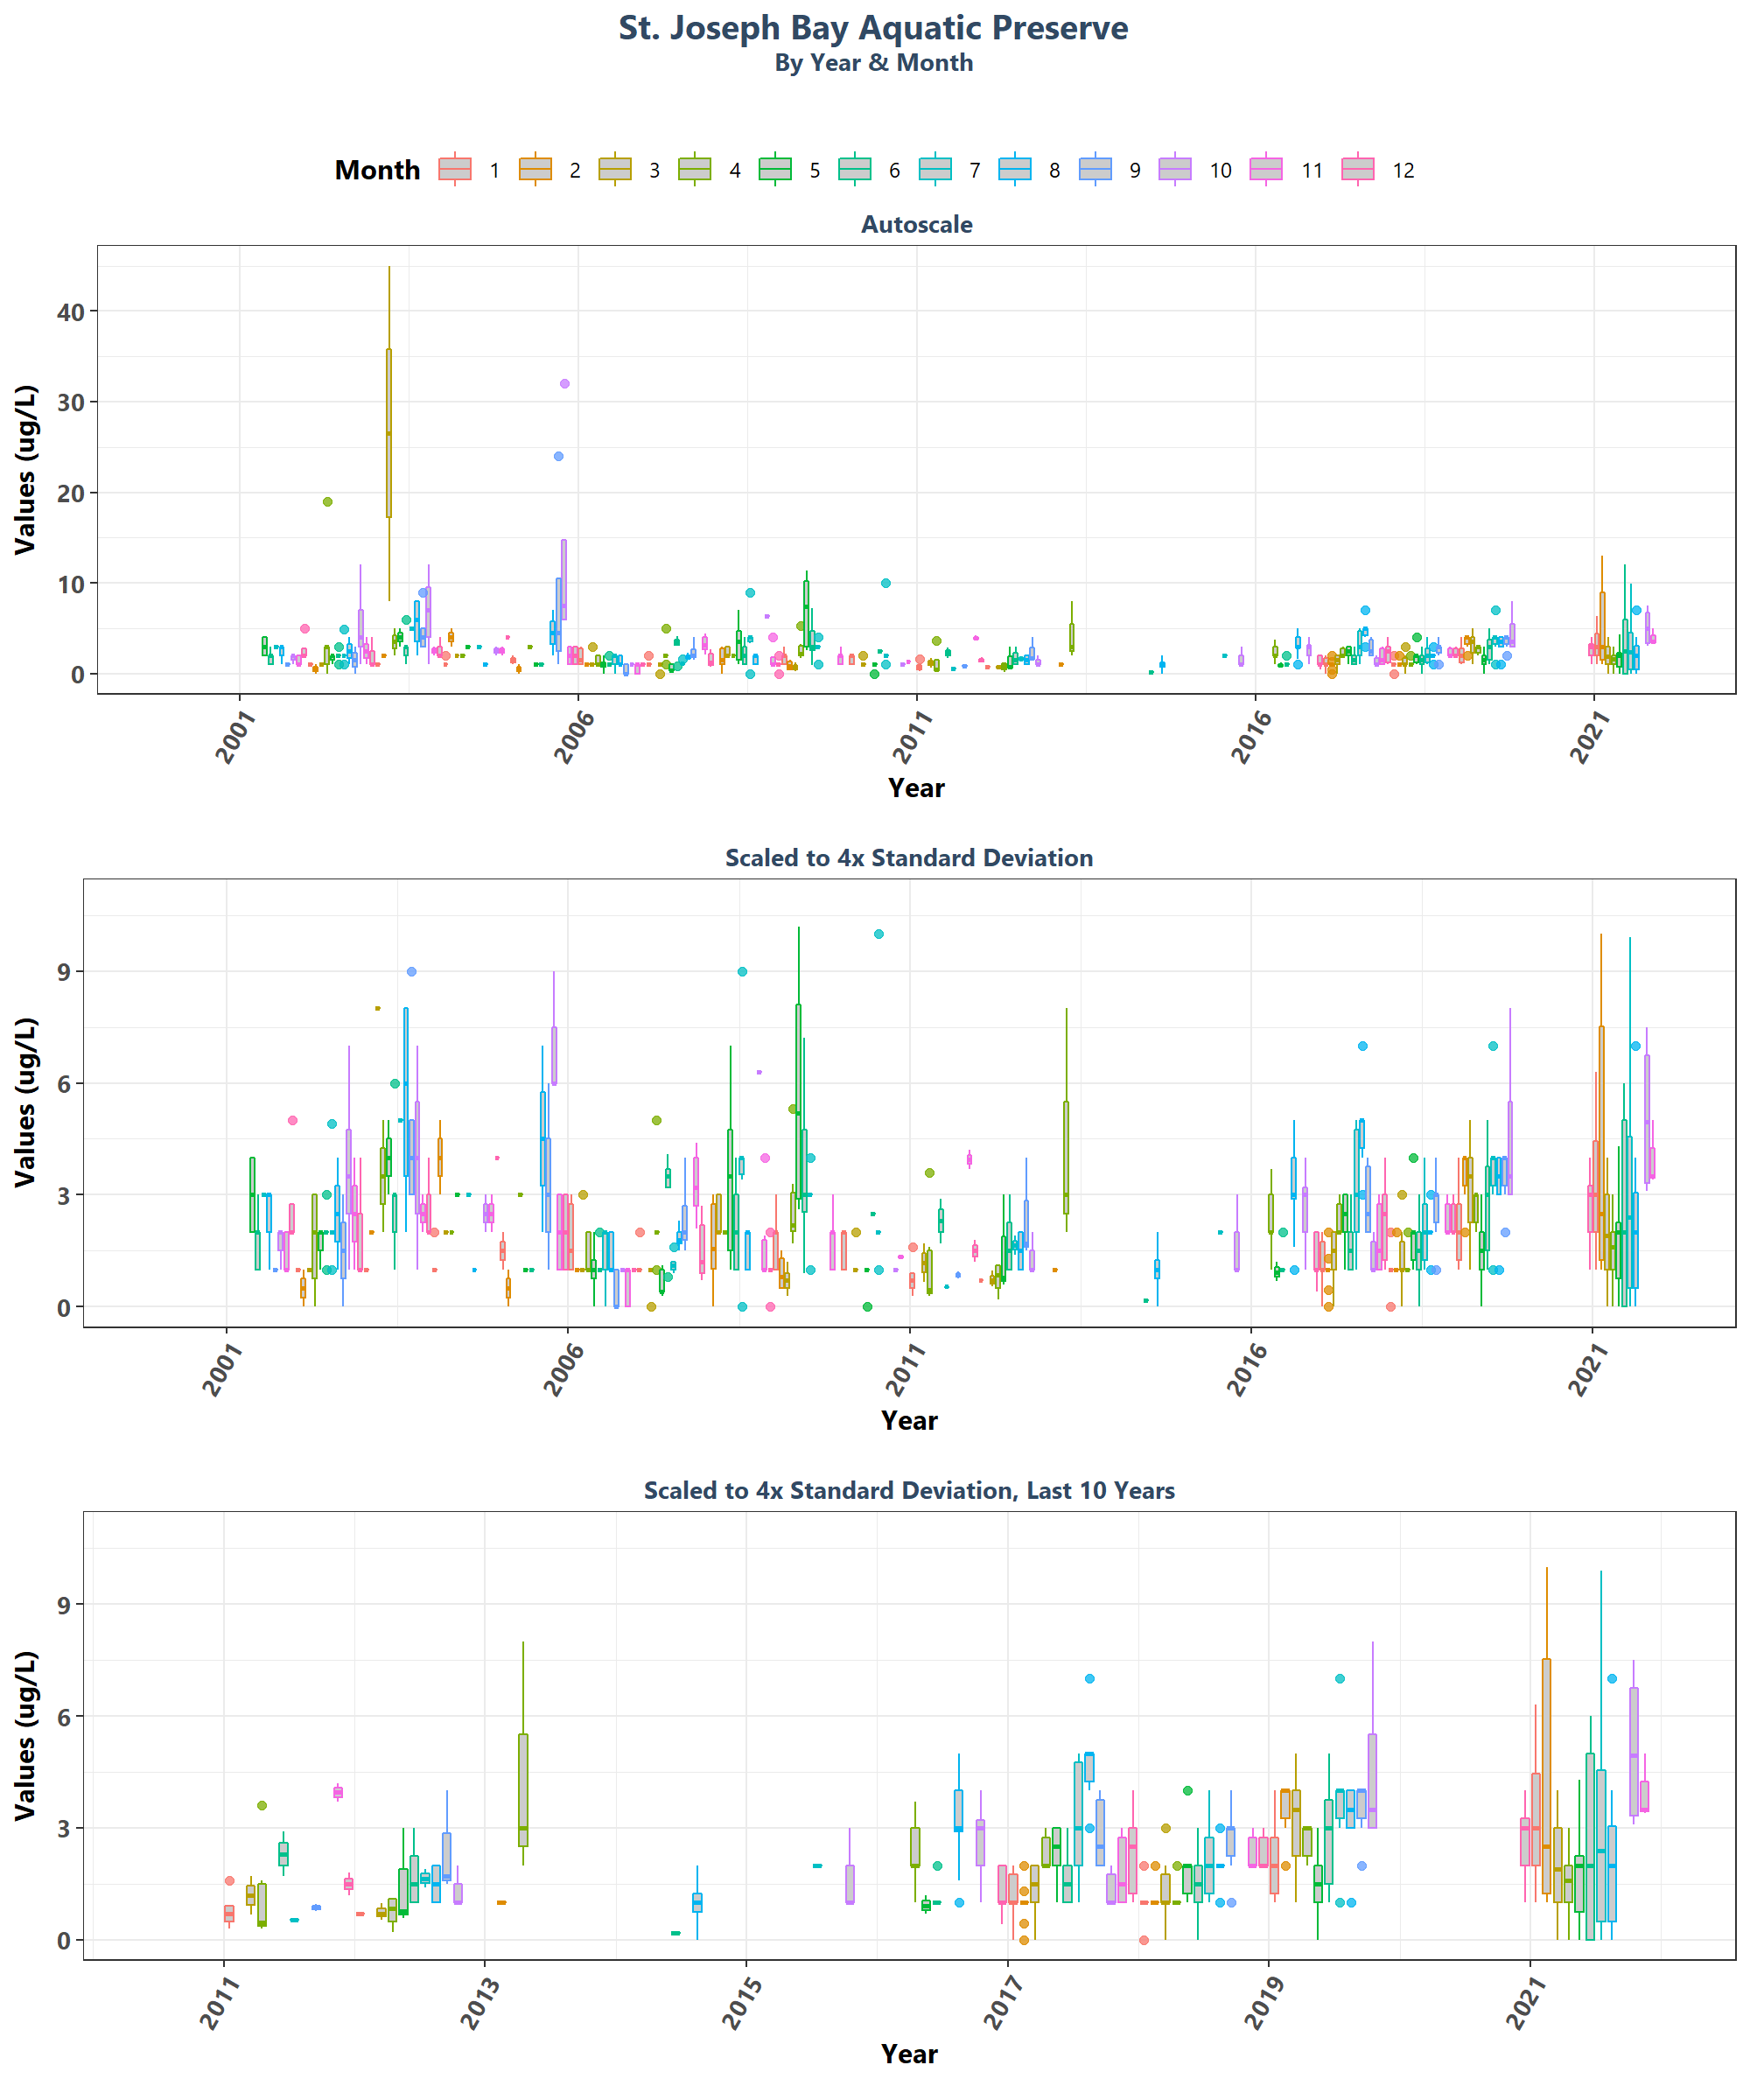 St. Joseph Bay Aquatic Preserve
By Year & Month
Month 1 2 3 4 5 6 7 8 9 10 11 12
Autoscale
Values (ug/L)
40
30
20
10
0
2001 2006 2011 2016 2021
Year
Scaled to 4x Standard Deviation
Values (ug/L)
9
6
3
0
2001 2006 2011 2016 2021
Year
Scaled to 4x Standard Deviation, Last 10 Years
Values (ug/L)
9
6
3
0
2011 2013 2015 2017 2019 2021
Year